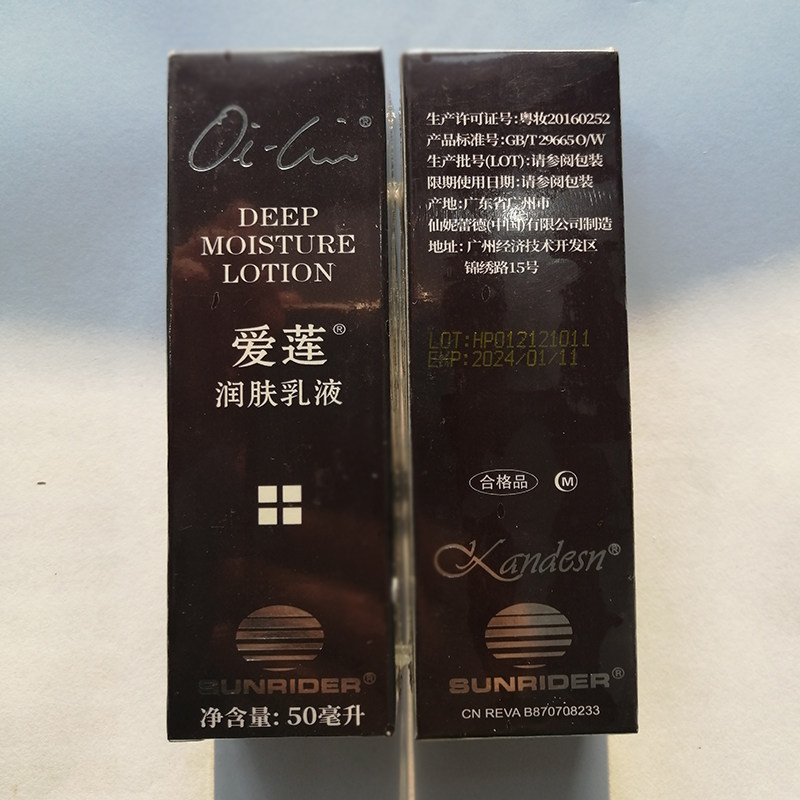 Oi-Lin®
DEEP
MOISTURE
LOTION
爱莲®
润肤乳液
SUNRIDER®
净含量: 50毫升
生产许可证号:粤妆20160252
产品标准号:GB/T 29665 O/W
生产批号(LOT):请参阅包装
限期使用日期:请参阅包装
产地:广东省广州市
仙妮蕾德(中国)有限公司制造
地址:广州经济技术开发区
锦绣路15号
LOT:HP012121011
EXP:2024/01/11
合格品 M
Kandesn®
SUNRIDER®
CN REVA B870708233